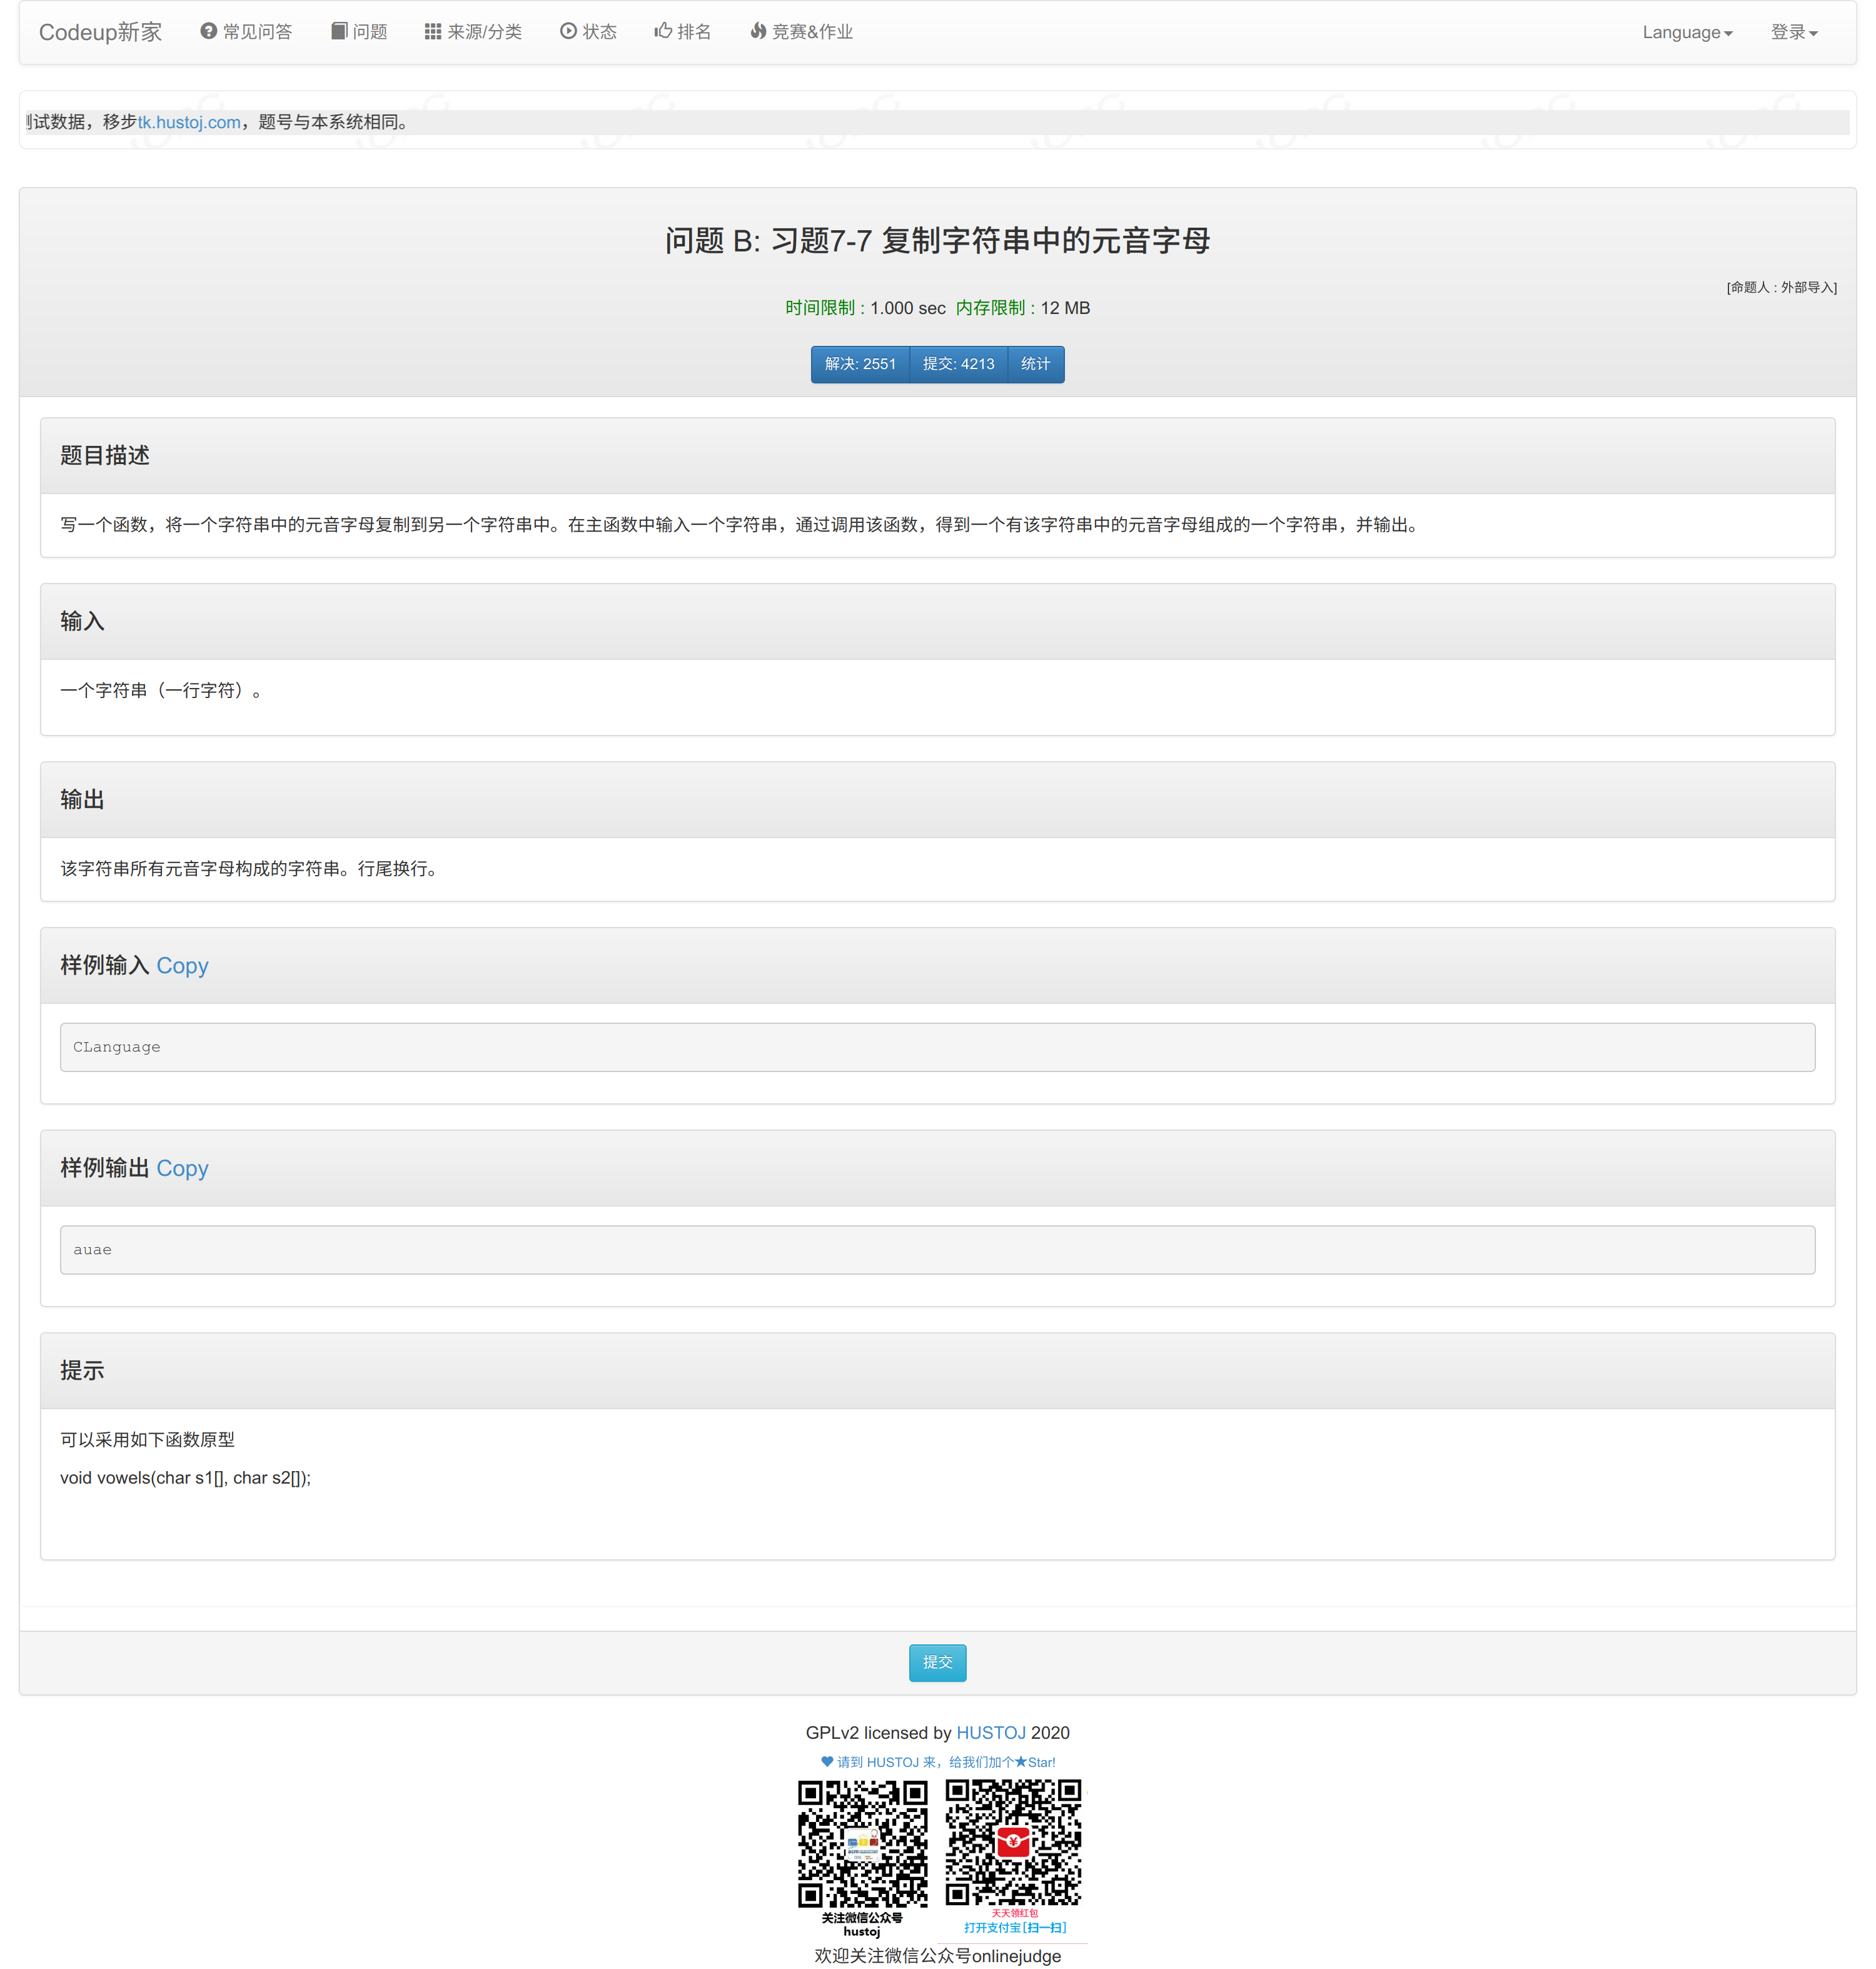 Codeup新家 常见问答 问题 来源/分类 状态 排名 竞赛&作业 Language 登录
试数据，移步tk.hustoj.com，题号与本系统相同。
问题 B: 习题7-7 复制字符串中的元音字母
[命题人 : 外部导入]
时间限制 : 1.000 sec 内存限制 : 12 MB
解决: 2551 提交: 4213 统计
题目描述
写一个函数，将一个字符串中的元音字母复制到另一个字符串中。在主函数中输入一个字符串，通过调用该函数，得到一个有该字符串中的元音字母组成的一个字符串，并输出。
输入
一个字符串（一行字符）。
输出
该字符串所有元音字母构成的字符串。行尾换行。
样例输入 Copy
CLanguage
样例输出 Copy
auae
提示
可以采用如下函数原型
void vowels(char s1[], char s2[]);
提交
GPLv2 licensed by HUSTOJ 2020
请到 HUSTOJ 来，给我们加个★Star!
关注微信公众号
hustoj
天天领红包
打开支付宝[扫一扫]
欢迎关注微信公众号onlinejudge